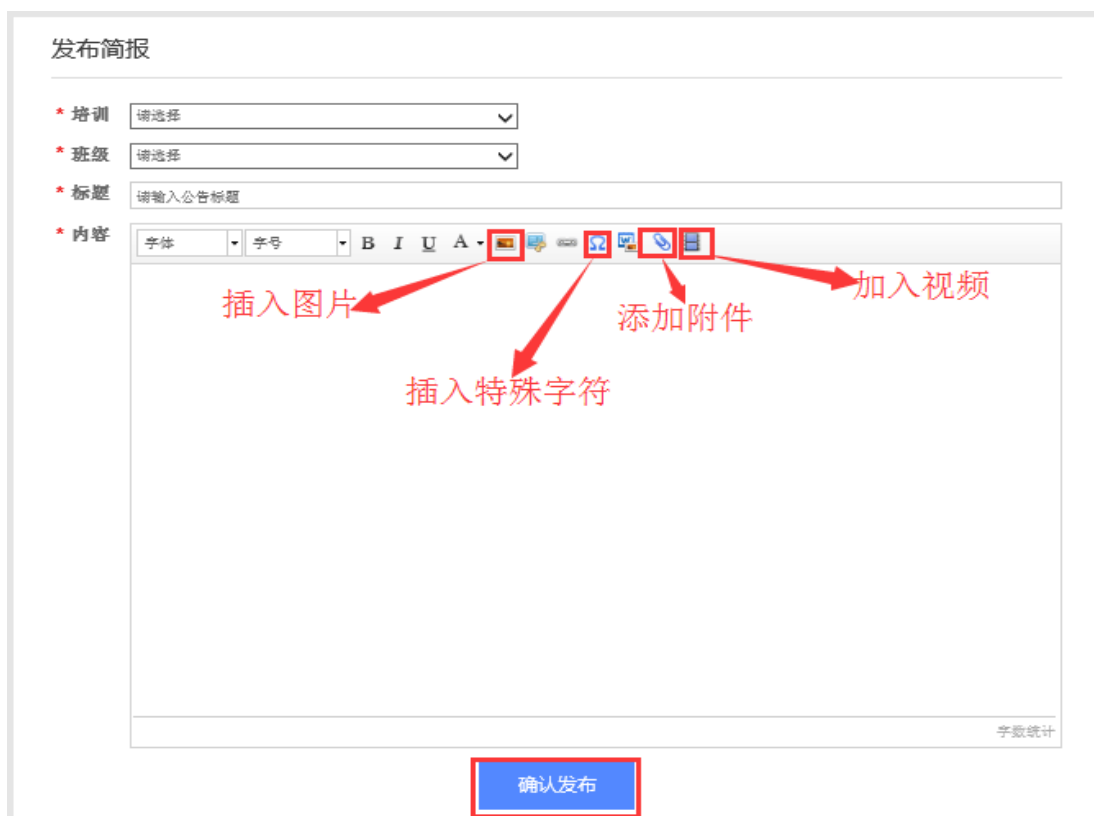 发布简报
* 培训 请选择
* 班级 请选择
* 标题 请输入公告标题
* 内容 字体 字号 B I U A Ω W
插入图片
加入视频
添加附件
插入特殊字符
字数统计
确认发布